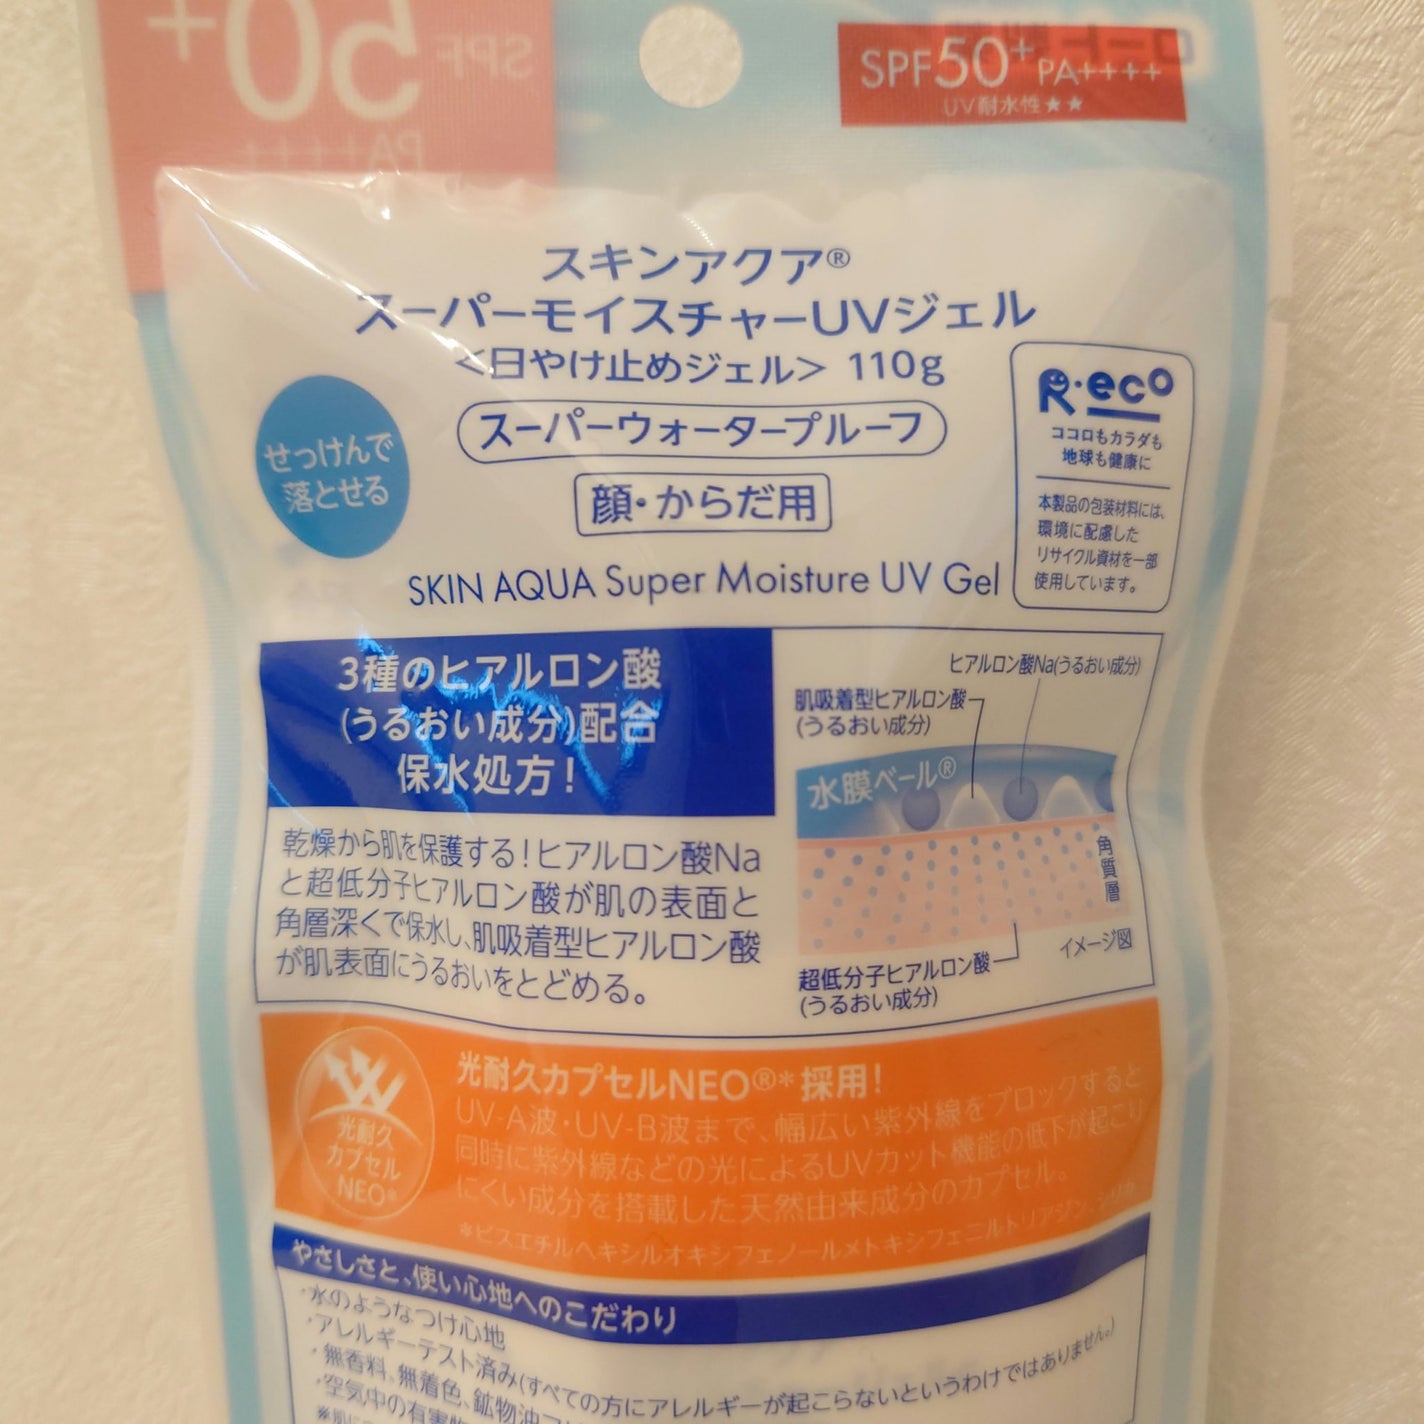 SPF50+ PA++++
UV耐水性★★
スキンアクア®
スーパーモイスチャーUVジェル
<日やけ止めジェル> 110g
スーパーウォータープルーフ
顔・からだ用
SKIN AQUA Super Moisture UV Gel
せっけんで
落とせる
R・eco
ココロもカラダも
地球も健康に
本製品の包装材料には、
環境に配慮した
リサイクル資材を一部
使用しています。
3種のヒアルロン酸
(うるおい成分)配合
保水処方!
乾燥から肌を保護する!ヒアルロン酸Na
と超低分子ヒアルロン酸が肌の表面と
角層深くで保水し、肌吸着型ヒアルロン酸
が肌表面にうるおいをとどめる。
ヒアルロン酸Na(うるおい成分)
肌吸着型ヒアルロン酸
(うるおい成分)
水膜ベール®
角質層
イメージ図
超低分子ヒアルロン酸
(うるおい成分)
光耐久
カプセル
NEO®
光耐久カプセルNEO®*採用!
UV-A波・UV-B波まで、幅広い紫外線をブロックすると
同時に紫外線などの光によるUVカット機能の低下が起こり
にくい成分を搭載した天然由来成分のカプセル。
*ビスエチルヘキシルオキシフェノールメトキシフェニルトリアジン、シリカ
やさしさと、使い心地へのこだわり
・水のようなつけ心地
・アレルギーテスト済み(すべての方にアレルギーが起こらないというわけではありません。)
・無香料、無着色、鉱物油フ
・空気中の有害物